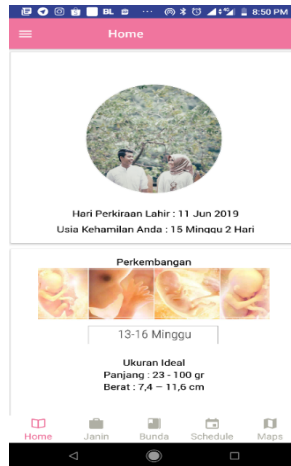 BL ... 8:50 PM
Home
Hari Perkiraan Lahir : 11 Jun 2019
Usia Kehamilan Anda : 15 Minggu 2 Hari
Perkembangan
13-16 Minggu
Ukuran Ideal
Panjang : 23 - 100 gr
Berat : 7,4 – 11,6 cm
Home Janin Bunda Schedule Maps